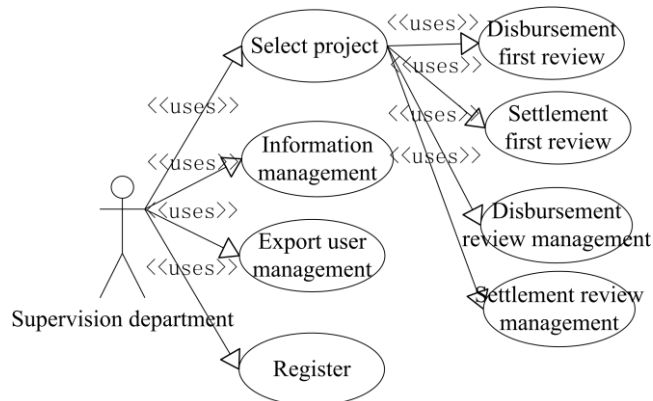 <<uses>>
Disbursement
first review
Select project
<<uses>>
<<uses>>
<<uses>>
Settlement
first review
<<uses>>
Information
management
<<uses>>
<<uses>>
Disbursement
review management
Export user
management
<<uses>>
Settlement review
management
Supervision department
Register